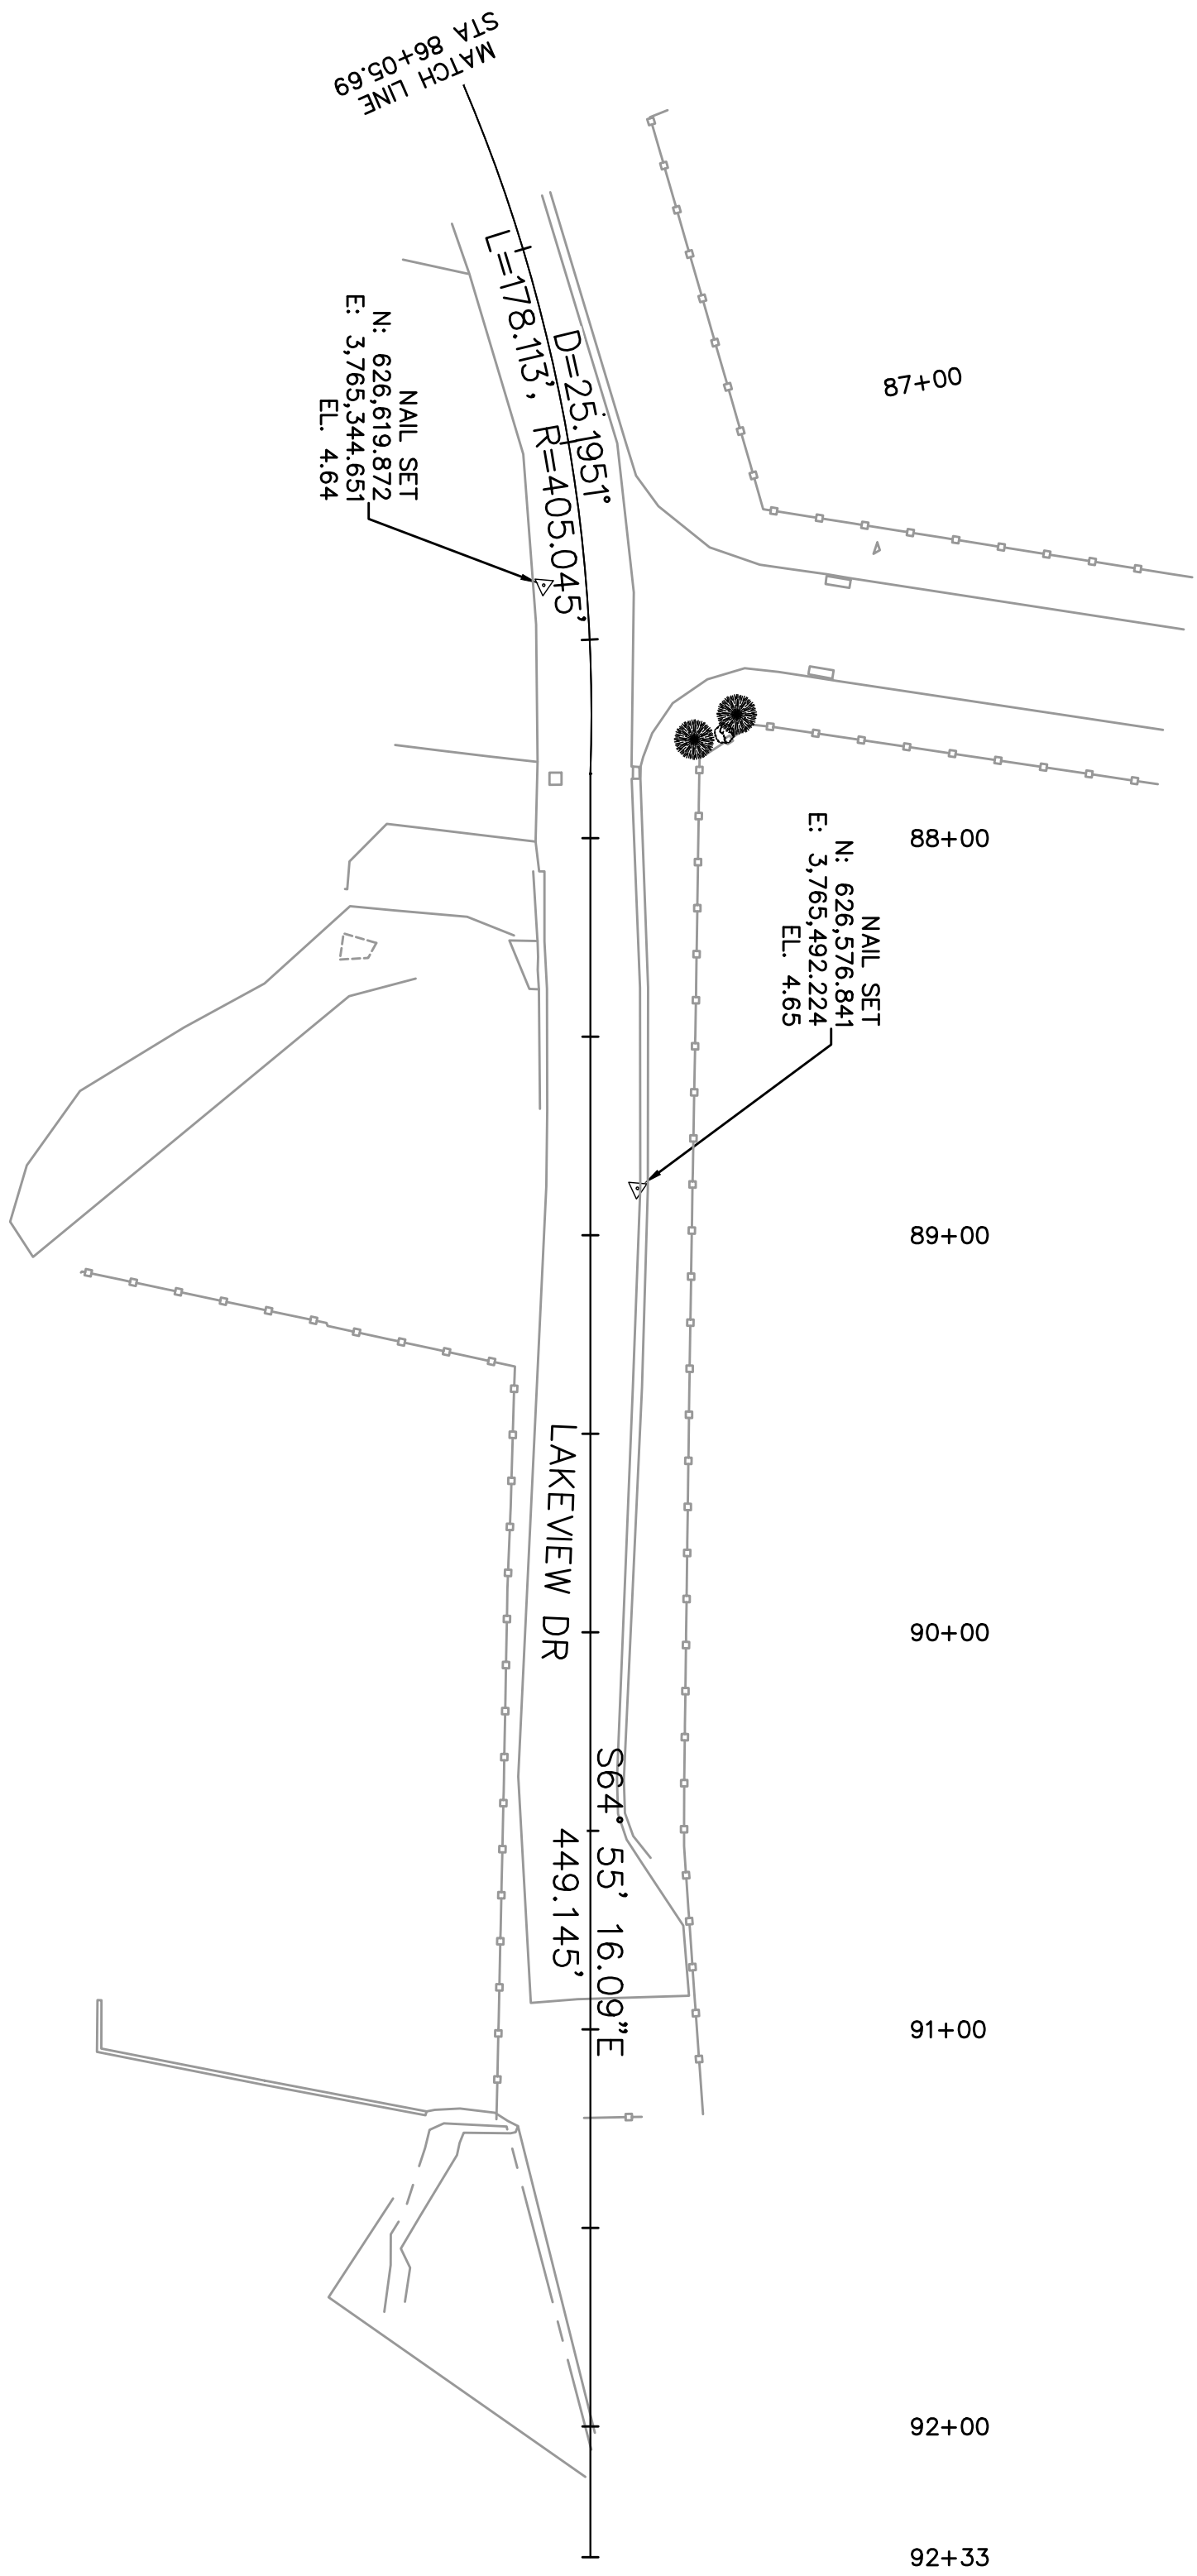 MATCH LINE
STA 86+05.69
87+00
D=25.1951°
L=178.113', R=405.045'
NAIL SET
N: 626,619.872
E: 3,765,344.651
EL. 4.64
88+00
NAIL SET
N: 626,576.841
E: 3,765,492.224
EL. 4.65
89+00
LAKEVIEW DR
90+00
S64° 55' 16.09"E
449.145'
91+00
92+00
92+33